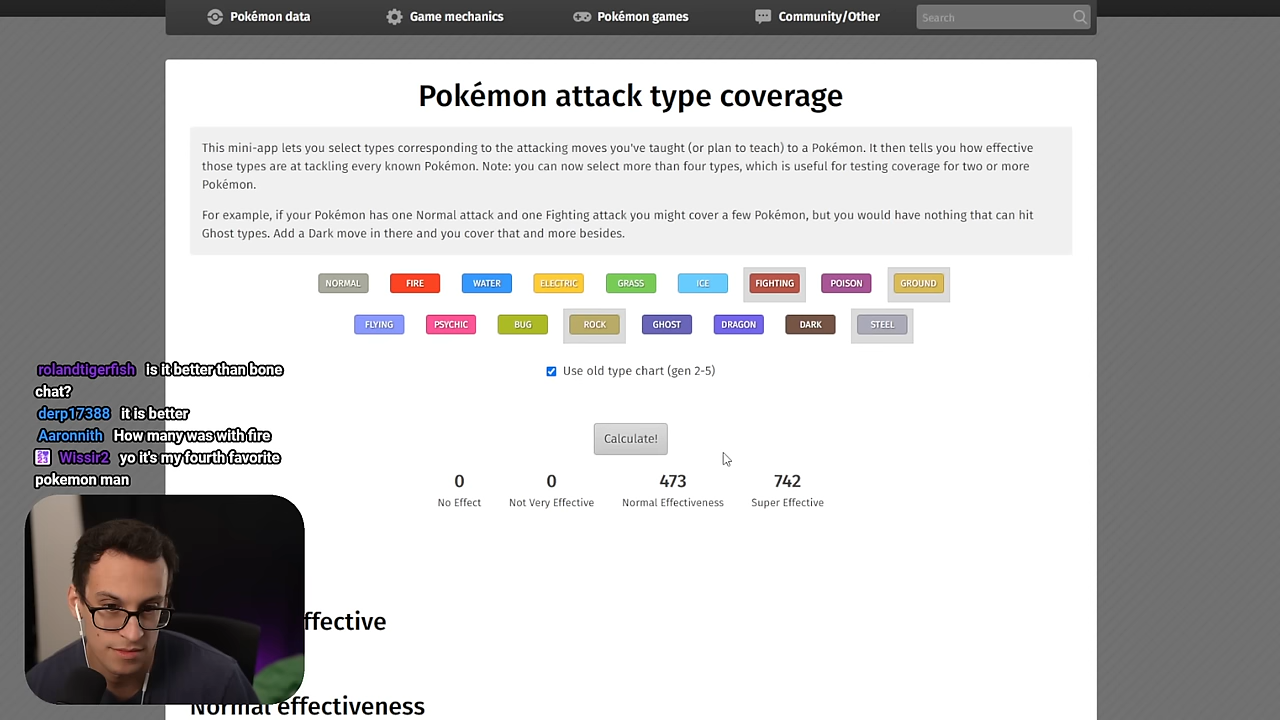 Pokémon data
Game mechanics
Pokémon games
Community/Other
Search
Pokémon attack type coverage
This mini-app lets you select types corresponding to the attacking moves you've taught (or plan to teach) to a Pokémon. It then tells you how effective
those types are at tackling every known Pokémon. Note: you can now select more than four types, which is useful for testing coverage for two or more
Pokémon.
For example, if your Pokémon has one Normal attack and one Fighting attack you might cover a few Pokémon, but you would have nothing that can hit
Ghost types. Add a Dark move in there and you cover that and more besides.
NORMAL FIRE WATER ELECTRIC GRASS ICE FIGHTING POISON GROUND
FLYING PSYCHIC BUG ROCK GHOST DRAGON DARK STEEL
Use old type chart (gen 2-5)
Calculate!
0 0 473 742
No Effect Not Very Effective Normal Effectiveness Super Effective
rolandtigerfish is it better than bone
chat?
derp17388 it is better
Aaronnith How many was with fire
Wissir2 yo it's my fourth favorite
pokemon man
ffective
Normal effectiveness